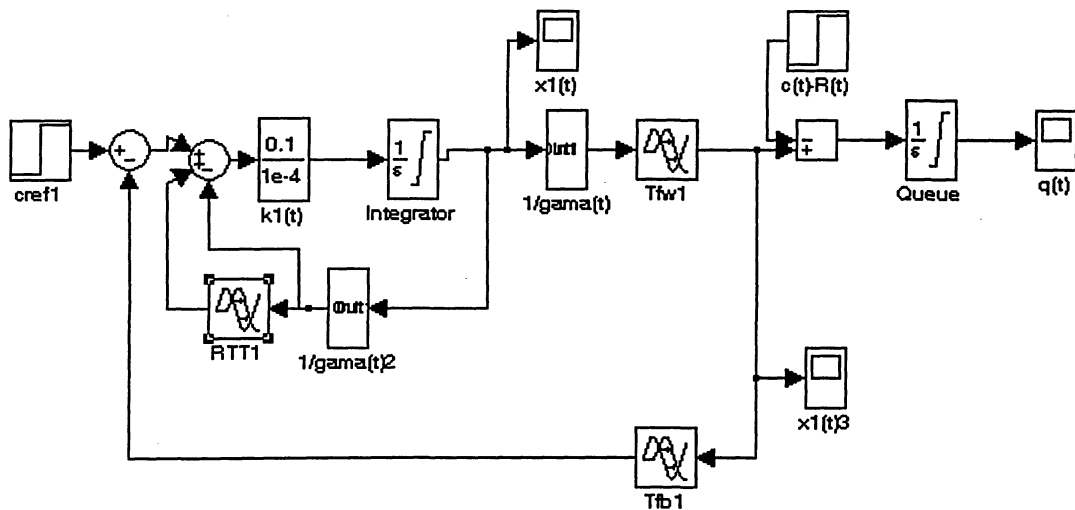 x1(t)
c(t)-R(t)
cref1
+
-
+
+
-
0.1
1e-4
k1(t)
1
s
Integrator
1/gama(t)
Tfw1
-
+
1
s
Queue
q(t)
RTT1
1/gama(t)2
x1(t)3
Tfb1